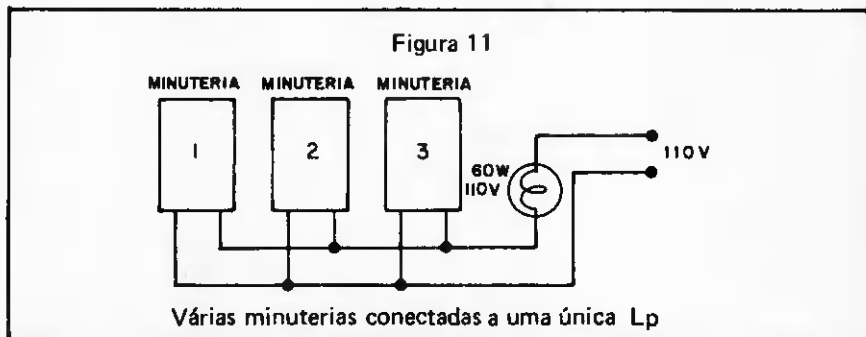 Figura 11
MINUTERIA MINUTERIA MINUTERIA
1 2 3
60W
110V
110V
Várias minuterias conectadas a uma única Lp